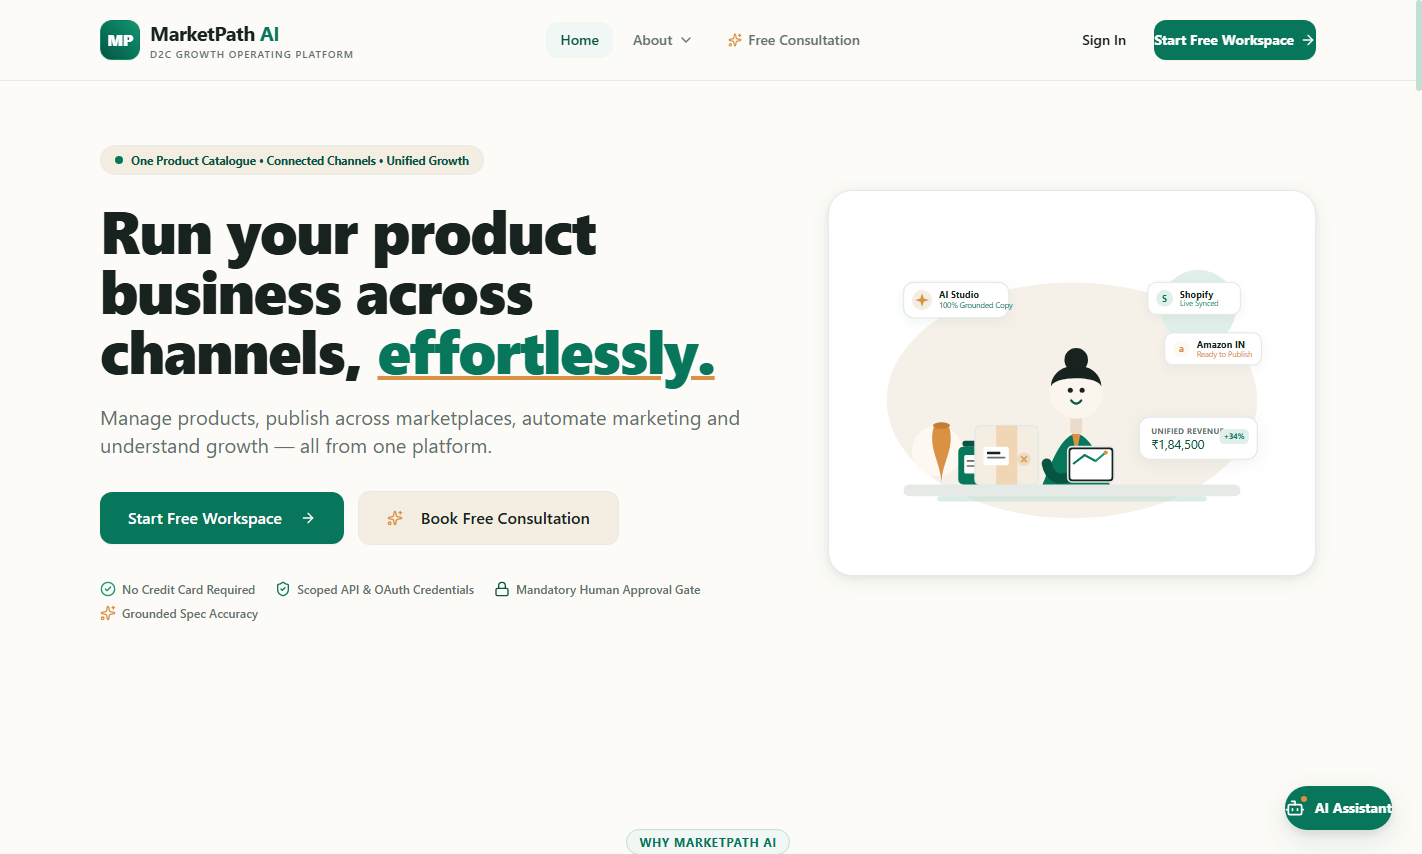 MP
MarketPath AI
D2C GROWTH OPERATING PLATFORM
Home
About
Free Consultation
Sign In
Start Free Workspace
One Product Catalogue • Connected Channels • Unified Growth
Run your product
business across
channels, effortlessly.
Manage products, publish across marketplaces, automate marketing and
understand growth — all from one platform.
Start Free Workspace
Book Free Consultation
No Credit Card Required
Scoped API & OAuth Credentials
Mandatory Human Approval Gate
Grounded Spec Accuracy
AI Studio
100% Grounded Copy
S
Shopify
Live Synced
a
Amazon IN
Ready to Publish
UNIFIED REVENUE
+34%
₹1,84,500
AI Assistant
WHY MARKETPATH AI